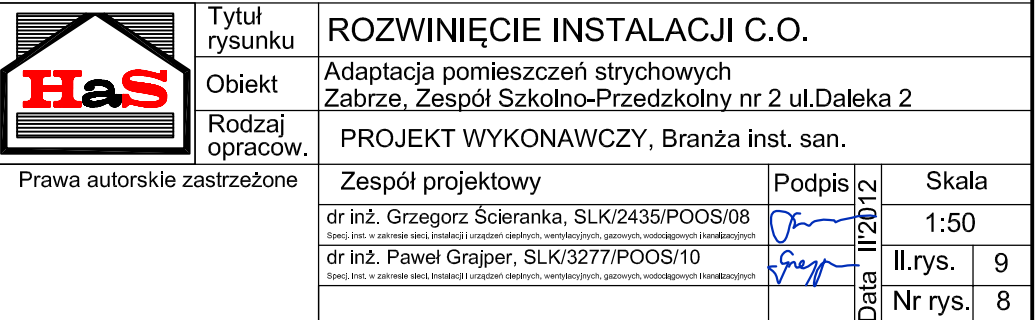 HaS
Tytuł
rysunku
ROZWINIĘCIE INSTALACJI C.O.
Obiekt
Adaptacja pomieszczeń strychowych
Zabrze, Zespół Szkolno-Przedzkolny nr 2 ul.Daleka 2
Rodzaj
opracow.
PROJEKT WYKONAWCZY, Branża inst. san.
Prawa autorskie zastrzeżone
Zespół projektowy
Podpis
Data II'2012
Skala
dr inż. Grzegorz Ścieranka, SLK/2435/POOS/08
Specj. inst. w zakresie sieci, instalacji i urządzeń cieplnych, wentylacyjnych, gazowych, wodociągowych i kanalizacyjnych
1:50
dr inż. Paweł Grajper, SLK/3277/POOS/10
Specj. inst. w zakresie sieci, instalacji i urządzeń cieplnych, wentylacyjnych, gazowych, wodociągowych i kanalizacyjnych
Il.rys. 9
Nr rys. 8